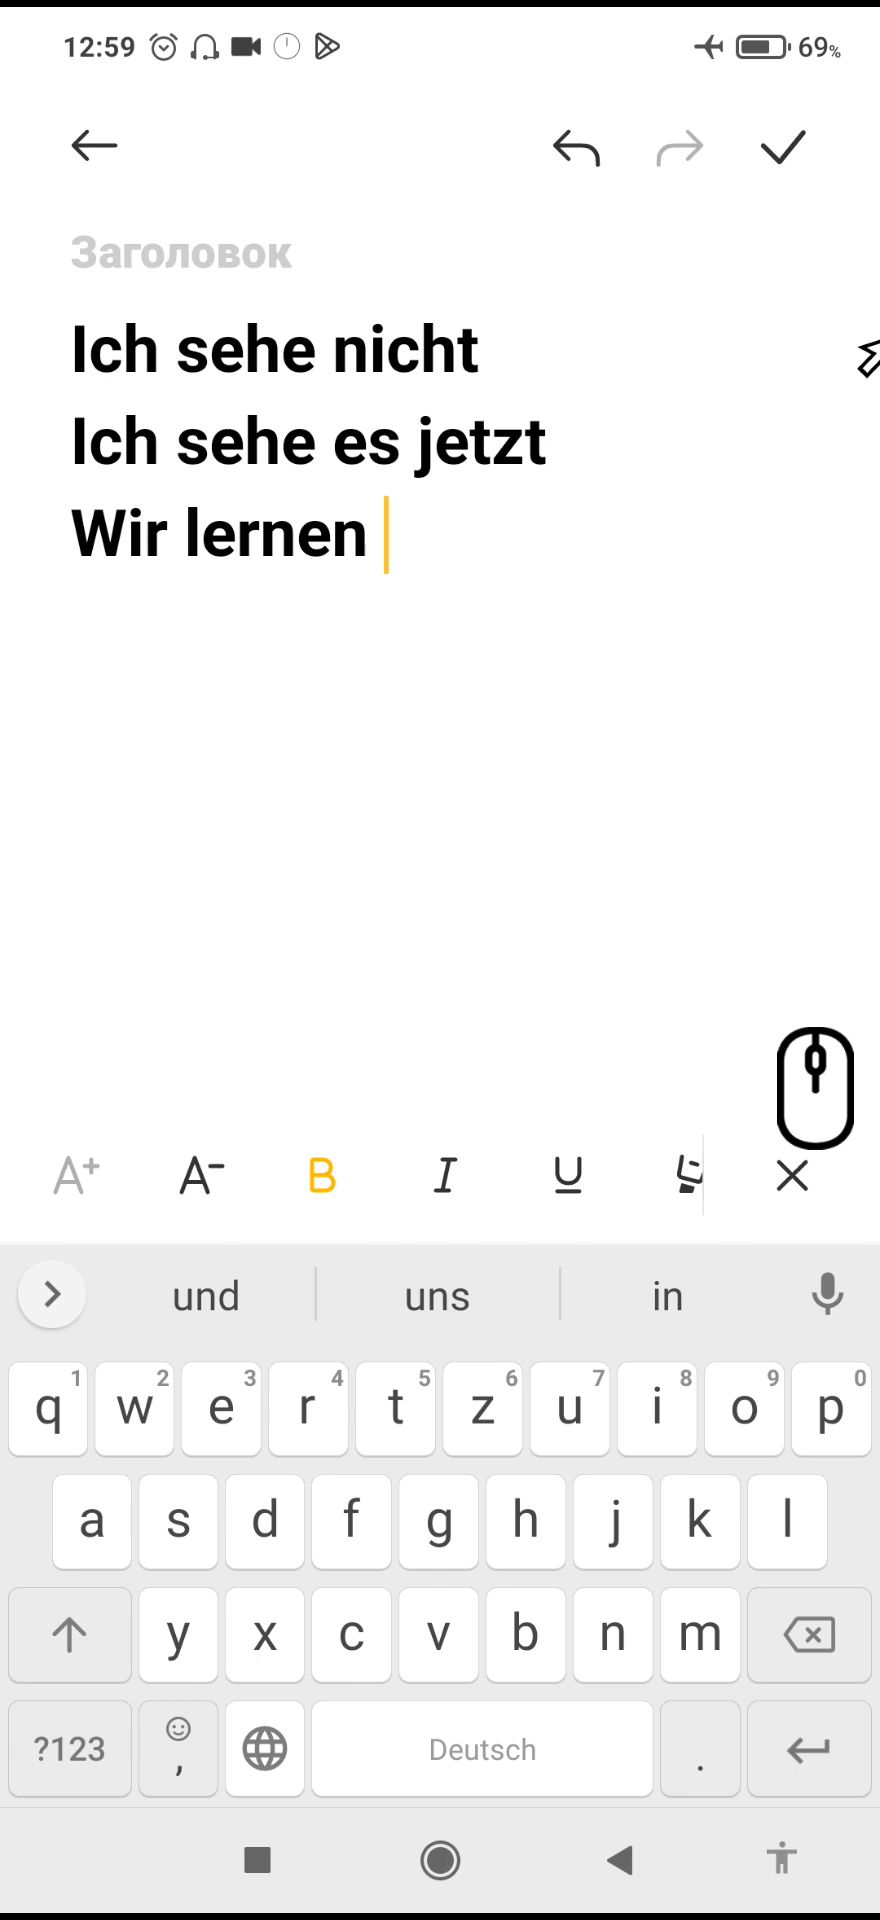 12:59 69%
Заголовок
Ich sehe nicht
Ich sehe es jetzt
Wir lernen
A+ A- B I U
und uns in
1 2 3 4 5 6 7 8 9 0
q w e r t z u i o p
a s d f g h j k l
y x c v b n m
?123 , Deutsch .